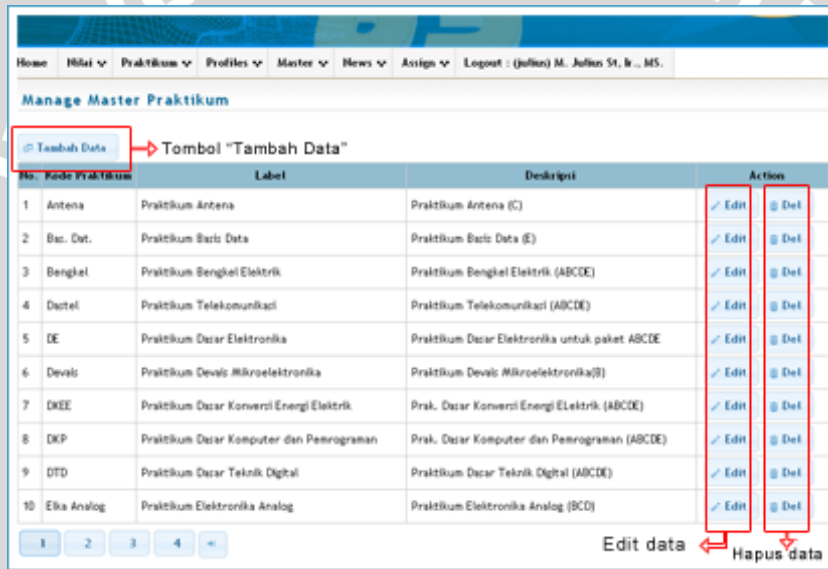 Home Nilai Praktikum Profiles Master News Assign Logout : (julius) M. Julius St, Ir., MS.
Manage Master Praktikum
Tambah Data Tombol "Tambah Data"
No. Kode Praktikum Label Deskripsi Action
1 Antena Praktikum Antena Praktikum Antena (C) Edit Del
2 Bas. Dat. Praktikum Basis Data Praktikum Basis Data (E) Edit Del
3 Bengkel Praktikum Bengkel Elektrik Praktikum Bengkel Elektrik (ABCDE) Edit Del
4 Dastel Praktikum Telekomunikasi Praktikum Telekomunikasi (ABCDE) Edit Del
5 DE Praktikum Dasar Elektronika Praktikum Dasar Elektronika untuk paket ABCDE Edit Del
6 Devais Praktikum Devais Mikroelektronika Praktikum Devais Mikroelektronika(B) Edit Del
7 DKEE Praktikum Dasar Konversi Energi Elektrik Prak. Dasar Konversi Energi ELektrik (ABCDE) Edit Del
8 DKP Praktikum Dasar Komputer dan Pemrograman Prak. Dasar Komputer dan Pemrograman (ABCDE) Edit Del
9 DTD Praktikum Dasar Teknik Digital Praktikum Dasar Teknik Digital (ABCDE) Edit Del
10 Elka Analog Praktikum Elektronika Analog Praktikum Elektronika Analog (BCD) Edit Del
1 2 3 4 Edit data Hapus data